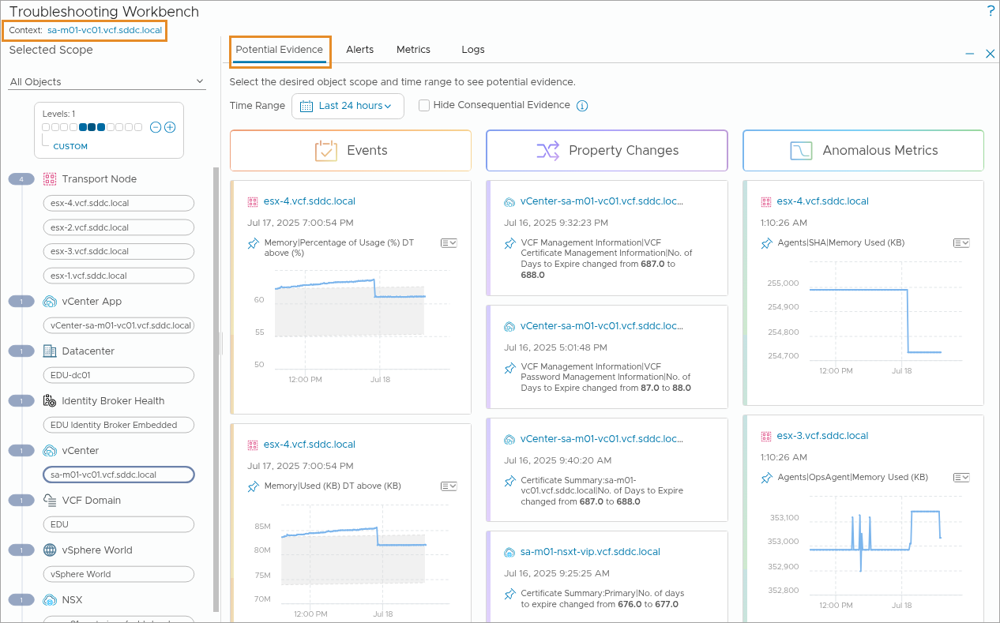 Troubleshooting Workbench
?
Context: sa-m01-vc01.vcf.sddc.local
Selected Scope
All Objects
Levels: 1
CUSTOM
4 Transport Node
esx-4.vcf.sddc.local
esx-2.vcf.sddc.local
esx-3.vcf.sddc.local
esx-1.vcf.sddc.local
1 vCenter App
vCenter-sa-m01-vc01.vcf.sddc.local
1 Datacenter
EDU-dc01
1 Identity Broker Health
EDU Identity Broker Embedded
1 vCenter
sa-m01-vc01.vcf.sddc.local
1 VCF Domain
EDU
1 vSphere World
vSphere World
1 NSX
Potential Evidence Alerts Metrics Logs
Select the desired object scope and time range to see potential evidence.
Time Range Last 24 hours Hide Consequential Evidence
Events
esx-4.vcf.sddc.local
Jul 17, 2025 7:00:54 PM
Memory|Percentage of Usage (%) DT
above (%)
60
55
50
12:00 PM Jul 18
esx-4.vcf.sddc.local
Jul 17, 2025 7:00:54 PM
Memory|Used (KB) DT above (KB)
85M
80M
75M
70M
12:00 PM Jul 18
Property Changes
vCenter-sa-m01-vc01.vcf.sddc.loc...
Jul 16, 2025 9:32:23 PM
VCF Management Information|VCF
Certificate Management Information|No. of
Days to Expire changed from 687.0 to
688.0
vCenter-sa-m01-vc01.vcf.sddc.loc...
Jul 16, 2025 5:01:48 PM
VCF Management Information|VCF
Password Management Information|No. of
Days to Expire changed from 87.0 to 88.0
vCenter-sa-m01-vc01.vcf.sddc.loc...
Jul 16, 2025 9:40:20 AM
Certificate Summary:sa-m01-
vc01.vcf.sddc.local|No. of Days to Expire
changed from 687.0 to 688.0
sa-m01-nsxt-vip.vcf.sddc.local
Jul 16, 2025 9:25:25 AM
Certificate Summary:Primary|No. of days
to expire changed from 676.0 to 677.0
Anomalous Metrics
esx-4.vcf.sddc.local
1:10:26 AM
Agents|SHA|Memory Used (KB)
255,000
254,900
254,800
254,700
12:00 PM Jul 18
esx-3.vcf.sddc.local
1:10:26 AM
Agents|OpsAgent|Memory Used (KB)
353,100
353,000
352,900
352,800
12:00 PM Jul 18